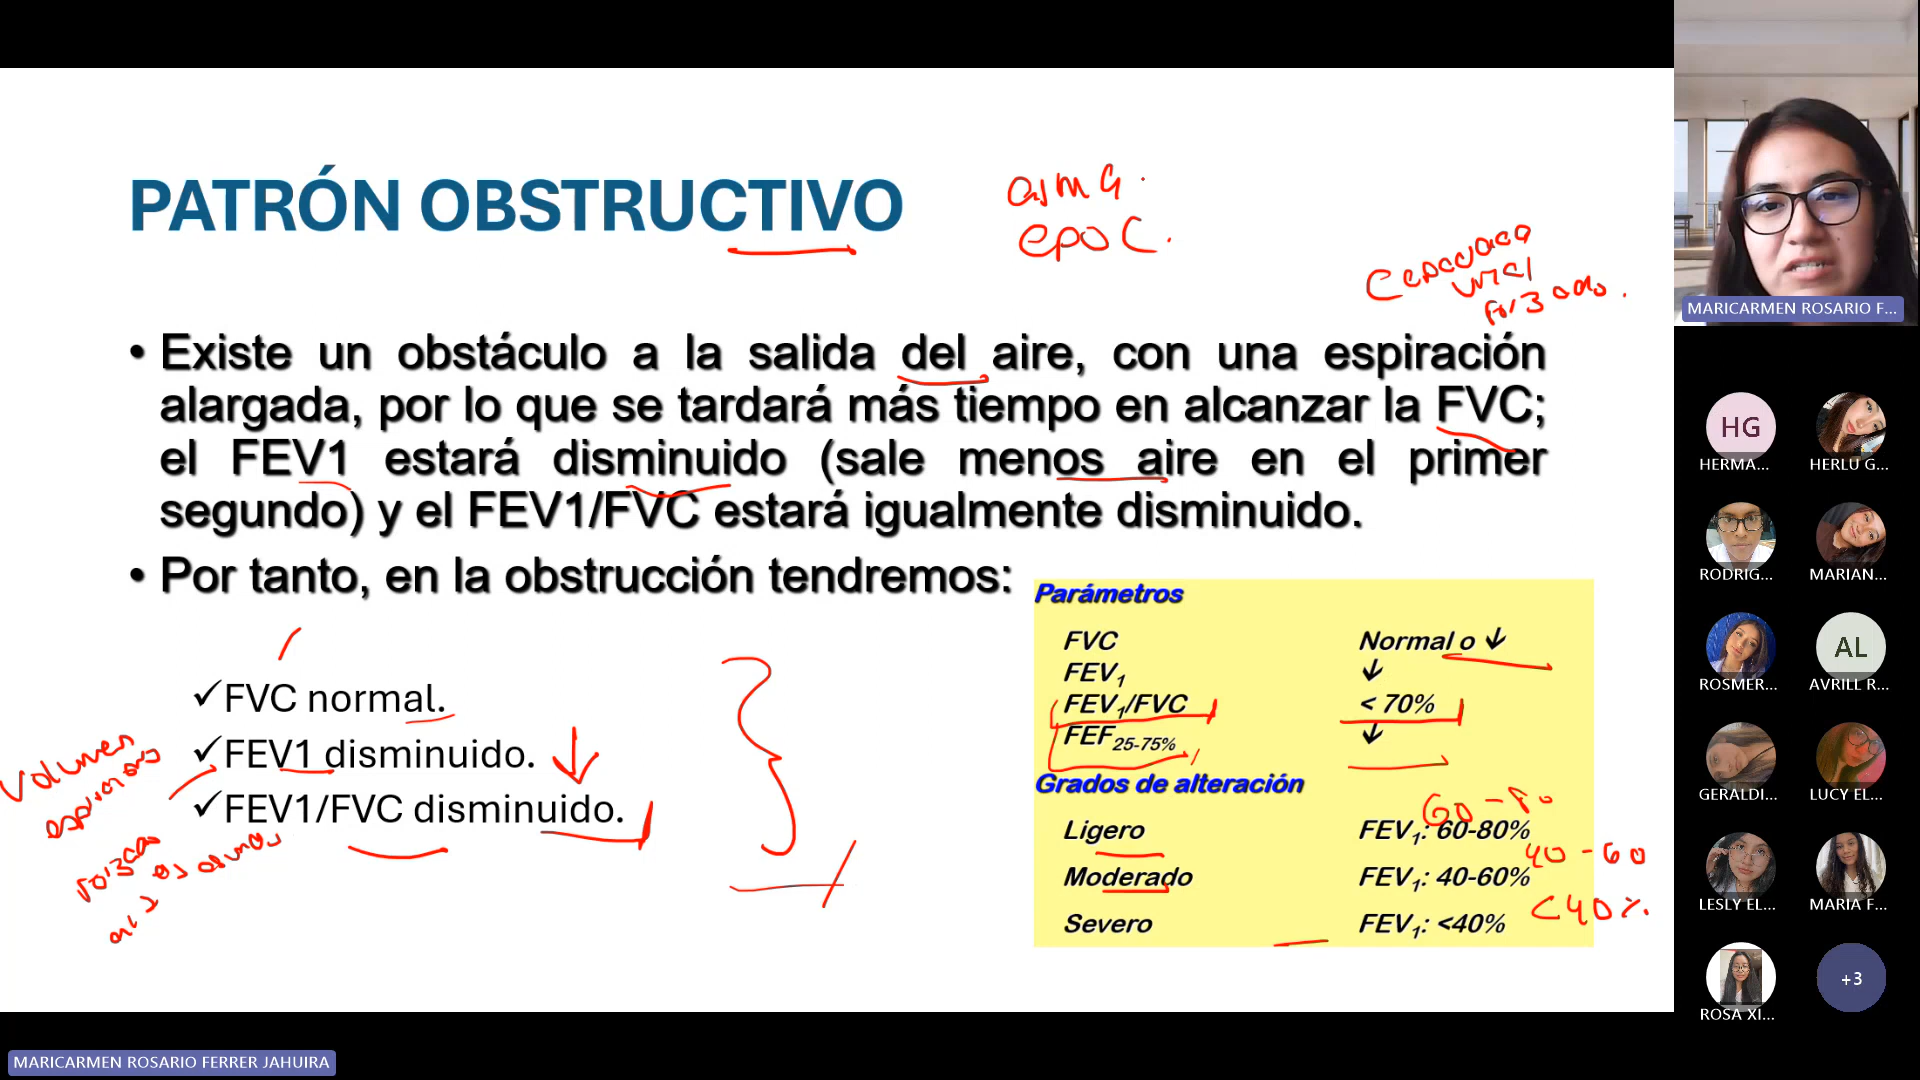 PATRÓN OBSTRUCTIVO
asma
epoc.
forzado.
• Existe un obstáculo a la salida del aire, con una espiración
alargada, por lo que se tardará más tiempo en alcanzar la FVC;
el FEV1 estará disminuido (sale menos aire en el primer
segundo) y el FEV1/FVC estará igualmente disminuido.
• Por tanto, en la obstrucción tendremos:
✓FVC normal.
✓FEV1 disminuido. ↓
✓FEV1/FVC disminuido.
Volumen
Parámetros
FVC Normal o ↓
FEV1 ↓
FEV1/FVC < 70%
FEF25-75% ↓
Grados de alteración
60-80
Ligero FEV1: 60-80%
40-60
Moderado FEV1: 40-60%
<40%
Severo FEV1: <40%
MARICARMEN ROSARIO F...
HG
HERMA...
HERLU G...
RODRIG...
MARIAN...
ROSMER...
AL
AVRILL R...
GERALDI...
LUCY EL...
LESLY EL...
MARIA F...
ROSA XI...
+3
MARICARMEN ROSARIO FERRER JAHUIRA